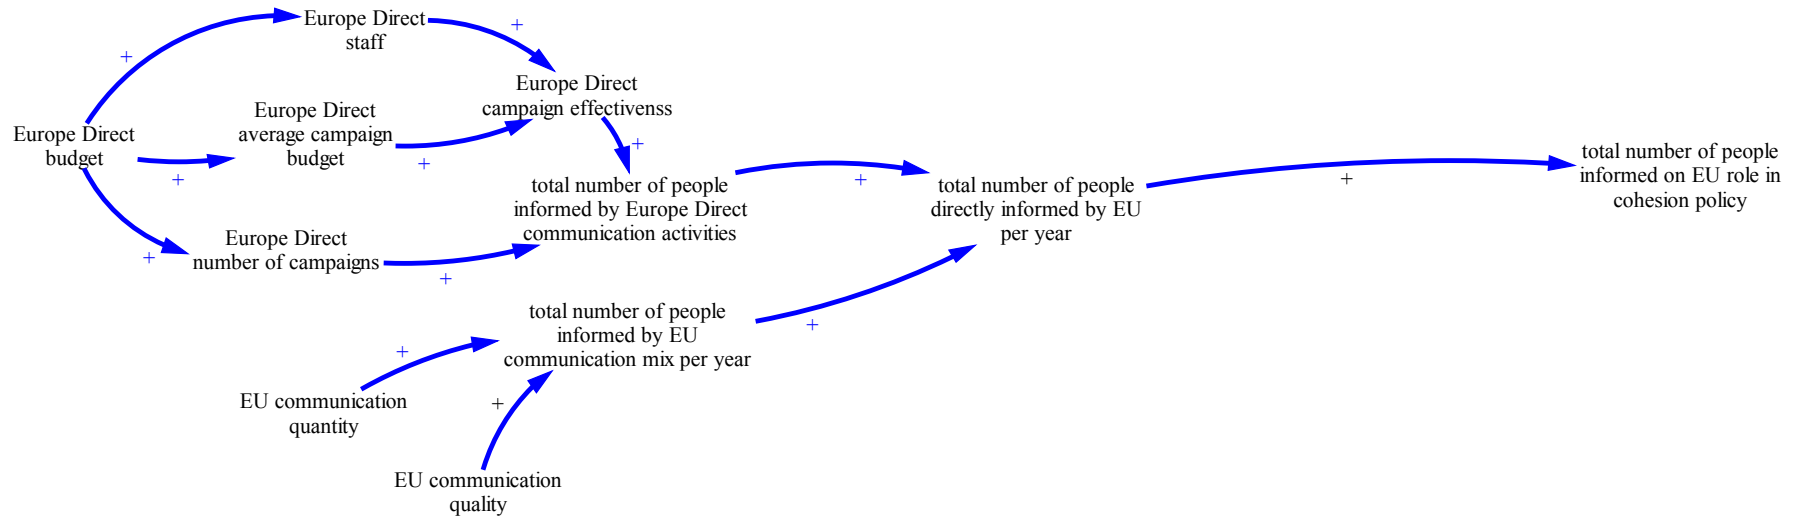 Europe Direct
staff
+
+
Europe Direct
campaign effectivenss
Europe Direct
average campaign
budget
Europe Direct
budget
+
+
+
total number of people
informed by Europe Direct
communication activities
+
total number of people
directly informed by EU
per year
+
total number of people
informed on EU role in
cohesion policy
Europe Direct
number of campaigns
+
+
total number of people
informed by EU
communication mix per year
+
+
EU communication
quantity
+
EU communication
quality